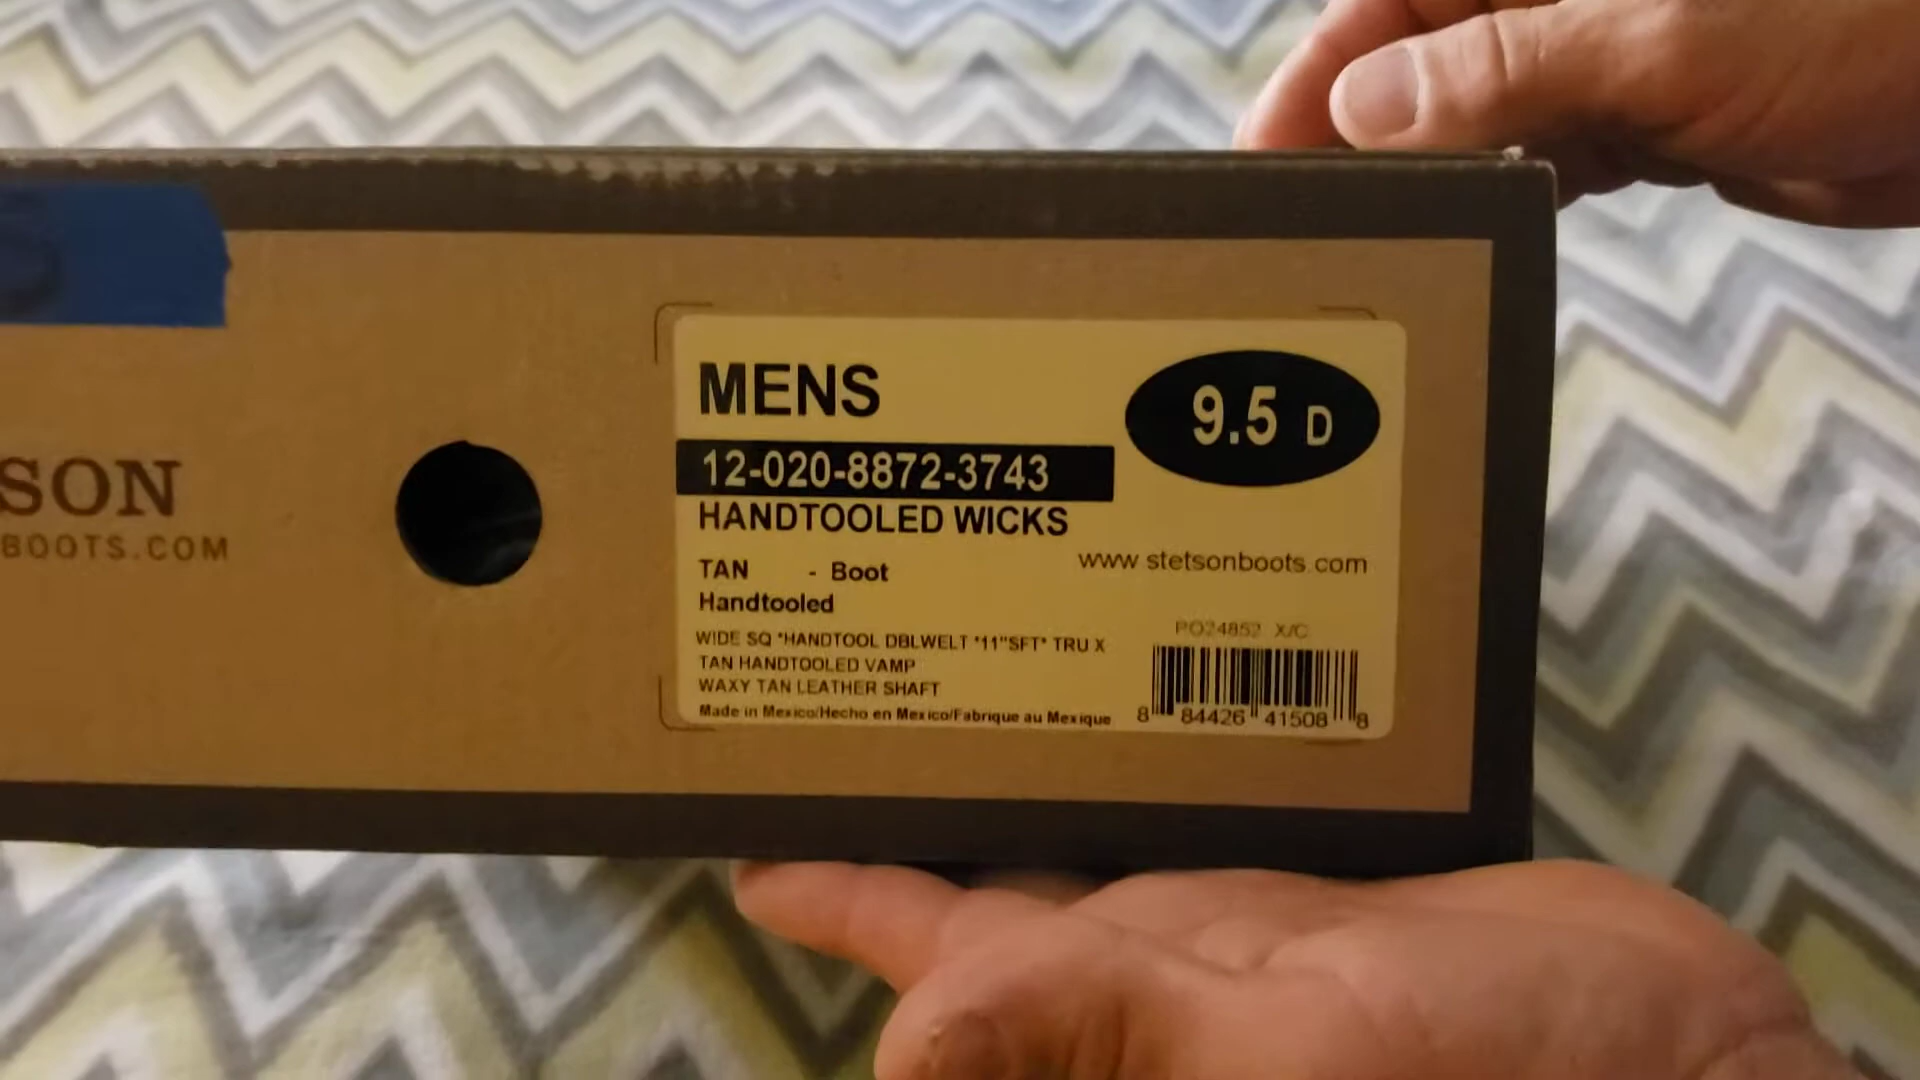 SON
BOOTS.COM
MENS
9.5 D
12-020-8872-3743
HANDTOOLED WICKS
TAN - Boot
www stetsonboots.com
Handtooled
WIDE SQ *HANDTOOL DBLWELT *11"SFT* TRU X
TAN HANDTOOLED VAMP
WAXY TAN LEATHER SHAFT
Made in Mexico/Hecho en Mexico/Fabrique au Mexique
PO24852 X/C
8 84426 41508 8